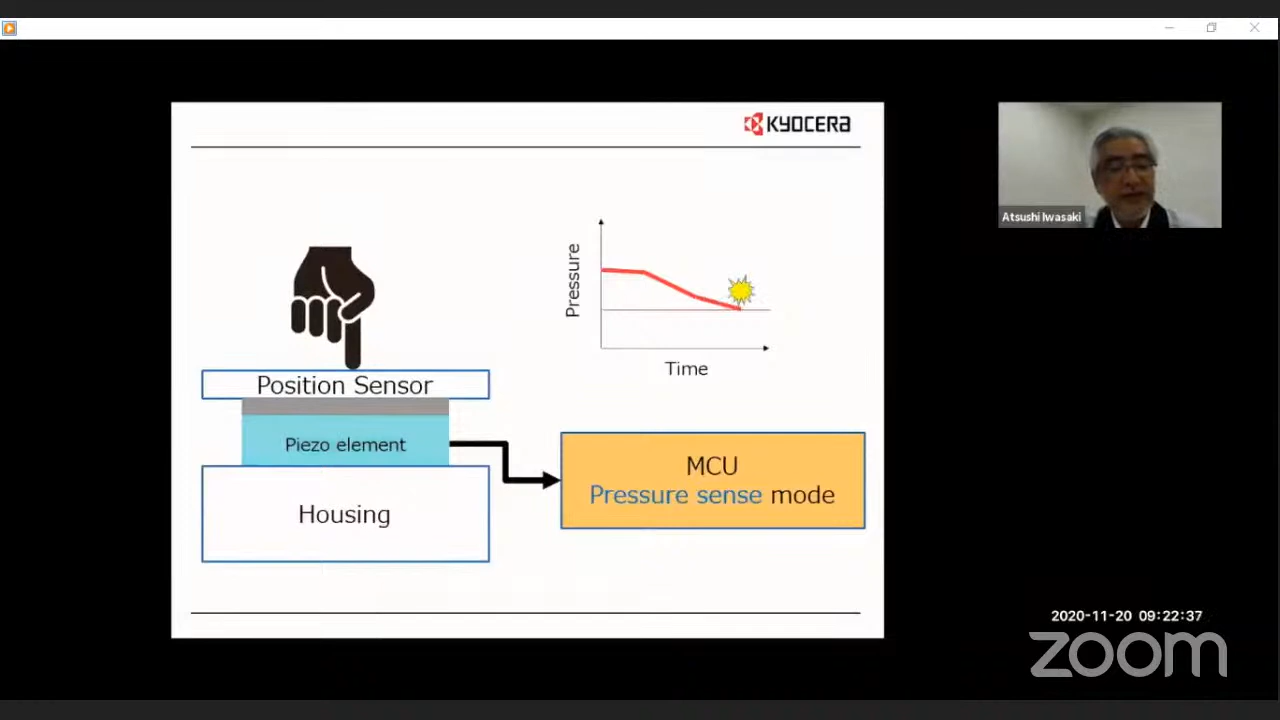 KYOCERA
Pressure
Time
Position Sensor
Piezo element
Housing
MCU
Pressure sense mode
Atsushi Iwasaki
2020-11-20 09:22:37
zoom